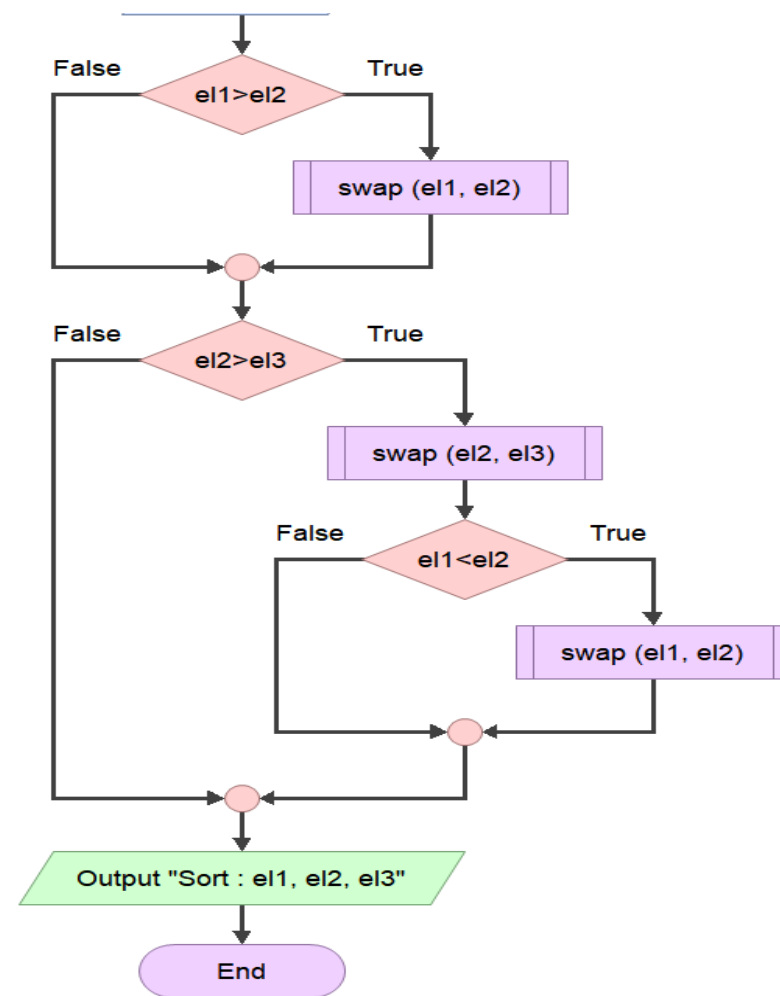 False
True
el1>el2
swap (el1, el2)
False
True
el2>el3
swap (el2, el3)
False
True
el1<el2
swap (el1, el2)
Output "Sort : el1, el2, el3"
End